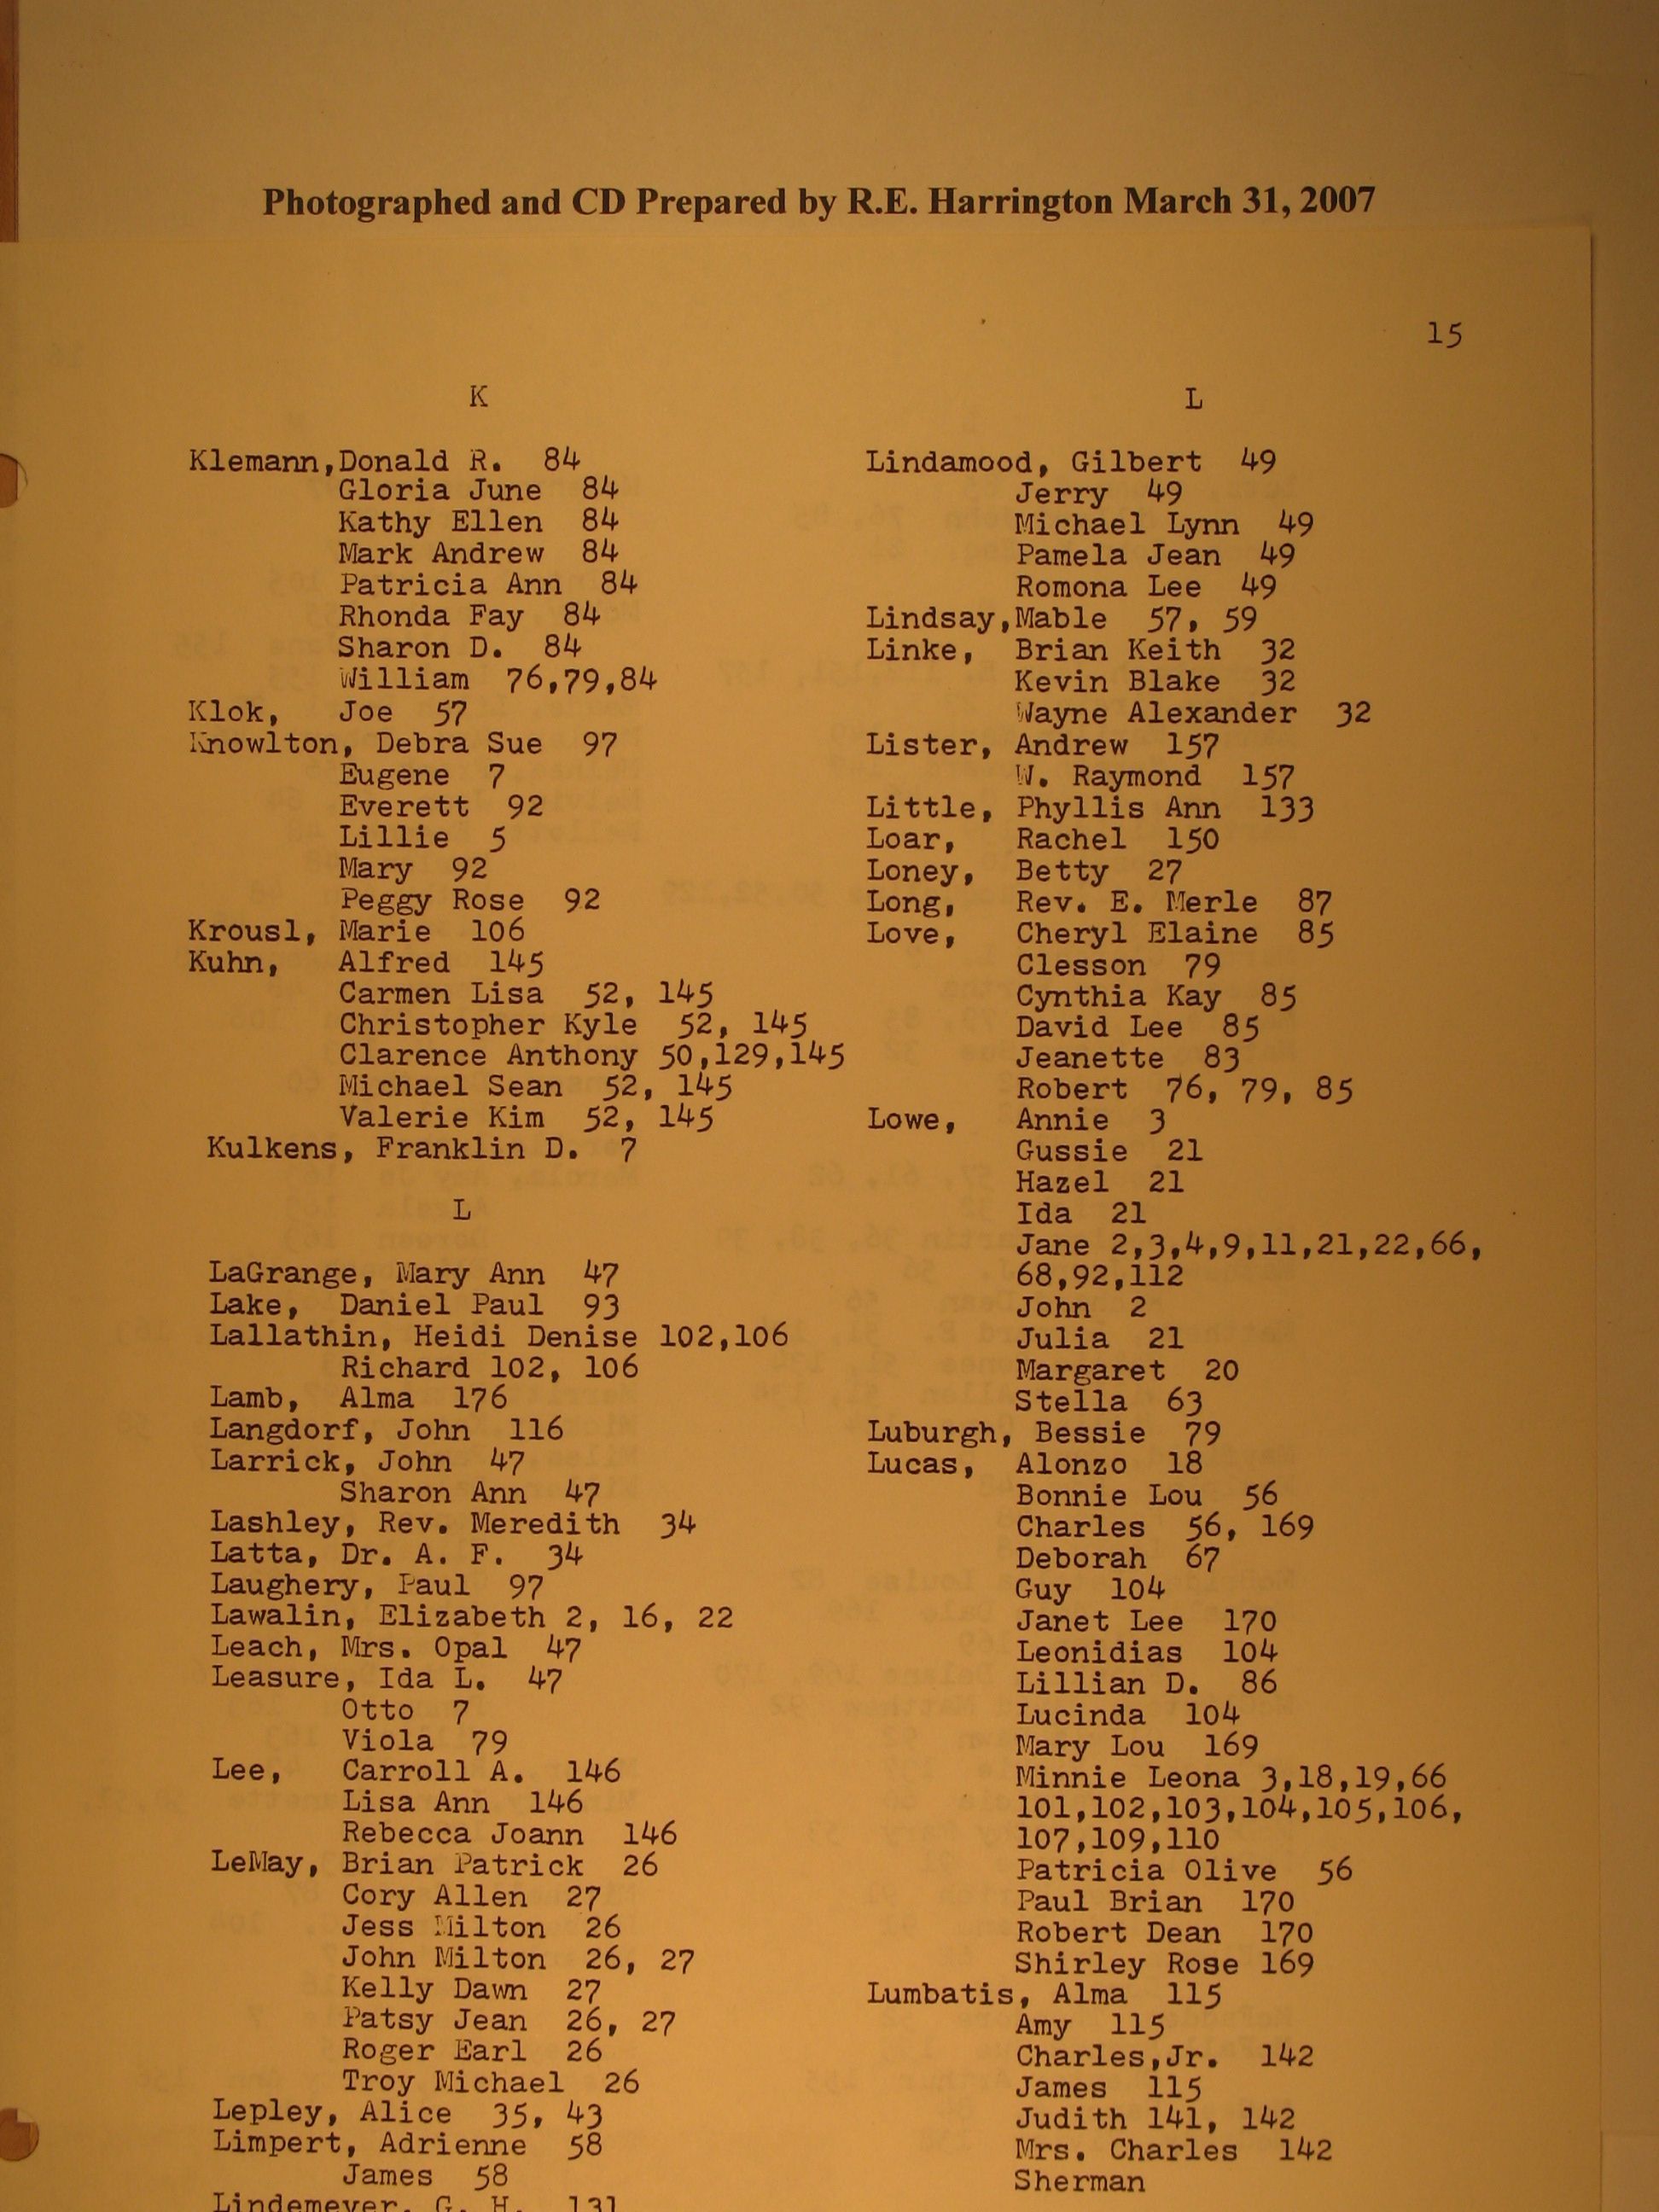 Photographed and CD Prepared by R.E. Harrington March 31, 2007
15
K
Klemann,Donald R. 84
Gloria June 84
Kathy Ellen 84
Mark Andrew 84
Patricia Ann 84
Rhonda Fay 84
Sharon D. 84
William 76,79,84
Klok, Joe 57
Knowlton, Debra Sue 97
Eugene 7
Everett 92
Lillie 5
Mary 92
Peggy Rose 92
Krousl, Marie 106
Kuhn, Alfred 145
Carmen Lisa 52, 145
Christopher Kyle 52, 145
Clarence Anthony 50,129,145
Michael Sean 52, 145
Valerie Kim 52, 145
Kulkens, Franklin D. 7
L
LaGrange, Mary Ann 47
Lake, Daniel Paul 93
Lallathin, Heidi Denise 102,106
Richard 102, 106
Lamb, Alma 176
Langdorf, John 116
Larrick, John 47
Sharon Ann 47
Lashley, Rev. Meredith 34
Latta, Dr. A. F. 34
Laughery, Paul 97
Lawalin, Elizabeth 2, 16, 22
Leach, Mrs. Opal 47
Leasure, Ida L. 47
Otto 7
Viola 79
Lee, Carroll A. 146
Lisa Ann 146
Rebecca Joann 146
LeMay, Brian Patrick 26
Cory Allen 27
Jess Milton 26
John Milton 26, 27
Kelly Dawn 27
Patsy Jean 26, 27
Roger Earl 26
Troy Michael 26
Lepley, Alice 35, 43
Limpert, Adrienne 58
James 58
Lindemeyer, G. H. 131
L
Lindamood, Gilbert 49
Jerry 49
Michael Lynn 49
Pamela Jean 49
Romona Lee 49
Lindsay,Mable 57, 59
Linke, Brian Keith 32
Kevin Blake 32
Wayne Alexander 32
Lister, Andrew 157
W. Raymond 157
Little, Phyllis Ann 133
Loar, Rachel 150
Loney, Betty 27
Long, Rev. E. Merle 87
Love, Cheryl Elaine 85
Clesson 79
Cynthia Kay 85
David Lee 85
Jeanette 83
Robert 76, 79, 85
Lowe, Annie 3
Gussie 21
Hazel 21
Ida 21
Jane 2,3,4,9,11,21,22,66,
68,92,112
John 2
Julia 21
Margaret 20
Stella 63
Luburgh, Bessie 79
Lucas, Alonzo 18
Bonnie Lou 56
Charles 56, 169
Deborah 67
Guy 104
Janet Lee 170
Leonidias 104
Lillian D. 86
Lucinda 104
Mary Lou 169
Minnie Leona 3,18,19,66
101,102,103,104,105,106,
107,109,110
Patricia Olive 56
Paul Brian 170
Robert Dean 170
Shirley Rose 169
Lumbatis, Alma 115
Amy 115
Charles,Jr. 142
James 115
Judith 141, 142
Mrs. Charles 142
Sherman